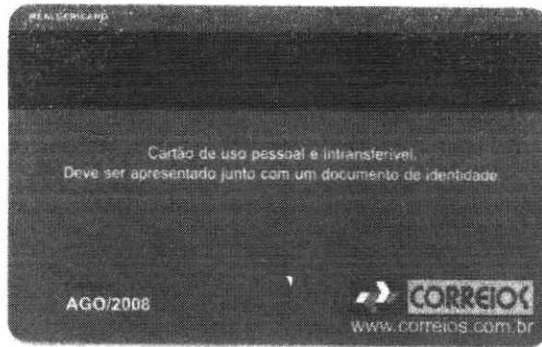 Cartão de uso pessoal e intransferível.
Deve ser apresentado junto com um documento de identidade
AGO/2008
CORREIOS
www.correios.com.br